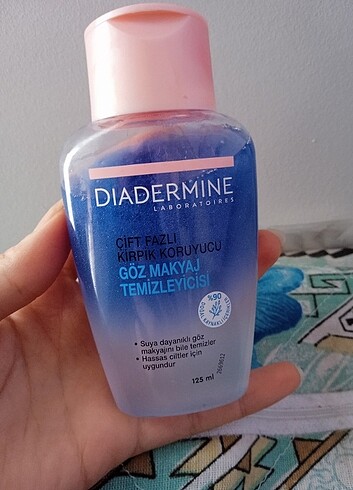 DIADERMINE
LABORATOIRES
ÇİFT FAZLI
KİRPİK KORUYUCU
GÖZ MAKYAJ
TEMİZLEYİCİSİ
%90
• Suya dayanıklı göz
makyajını bile temizler
• Hassas ciltler için
uygundur
125 ml